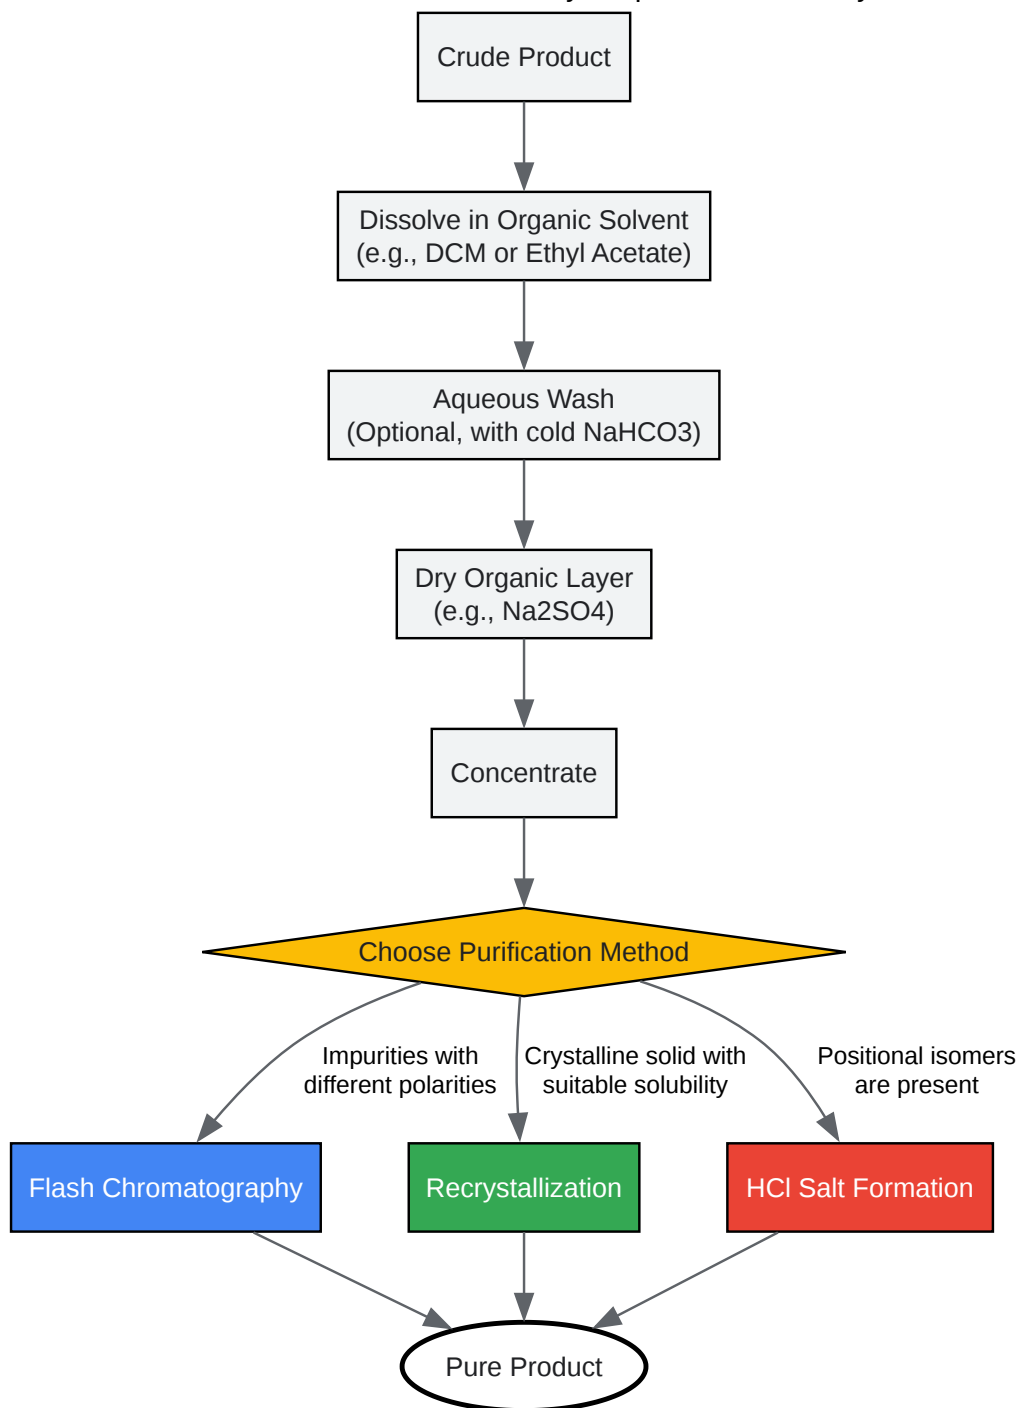 Crude Product
Dissolve in Organic Solvent
(e.g., DCM or Ethyl Acetate)
Aqueous Wash
(Optional, with cold NaHCO3)
Dry Organic Layer
(e.g., Na2SO4)
Concentrate
Choose Purification Method
Impurities with
different polarities
Crystalline solid with
suitable solubility
Positional isomers
are present
Flash Chromatography
Recrystallization
HCl Salt Formation
Pure Product